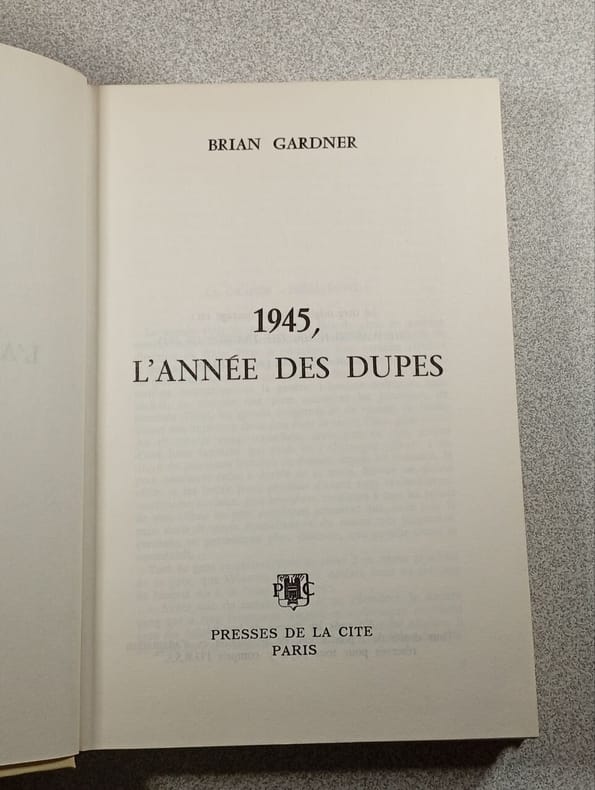 BRIAN GARDNER
1945,
L'ANNÉE DES DUPES
P C
PRESSES DE LA CITE
PARIS